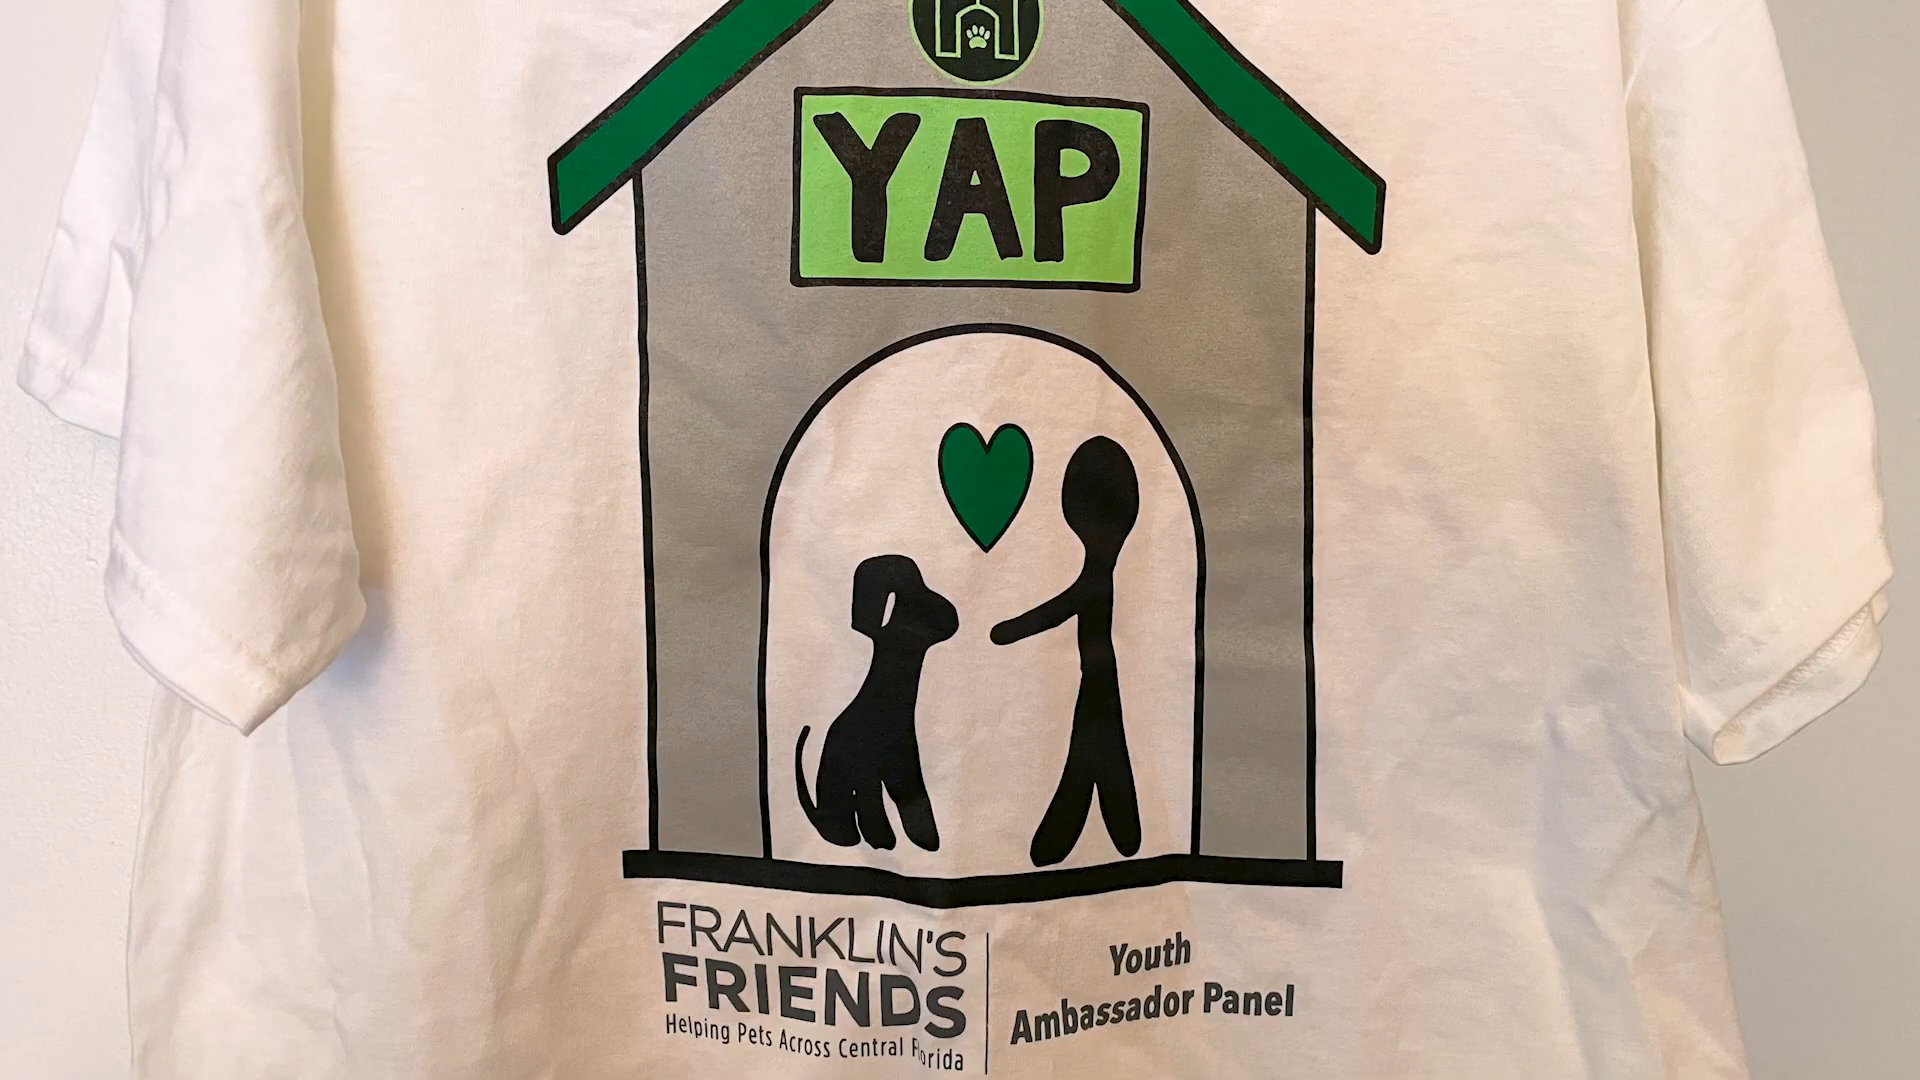 YAP
FRANKLIN'S
FRIENDS
Helping Pets Across Central Florida
Youth
Ambassador Panel